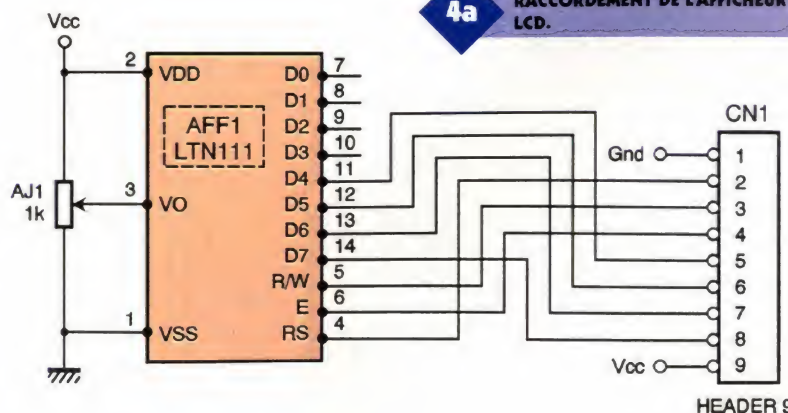 4a
RACCORDEMENT DE L'AFFICHEUR
LCD.
Vcc
2
VDD
AJ1
1k
3
VO
1
VSS
AFF1
LTN111
D0
7
D1
8
D2
9
D3
10
D4
11
D5
12
D6
13
D7
14
R/W
5
E
6
RS
4
CN1
Gnd
1
2
3
4
5
6
7
8
Vcc
9
HEADER 9